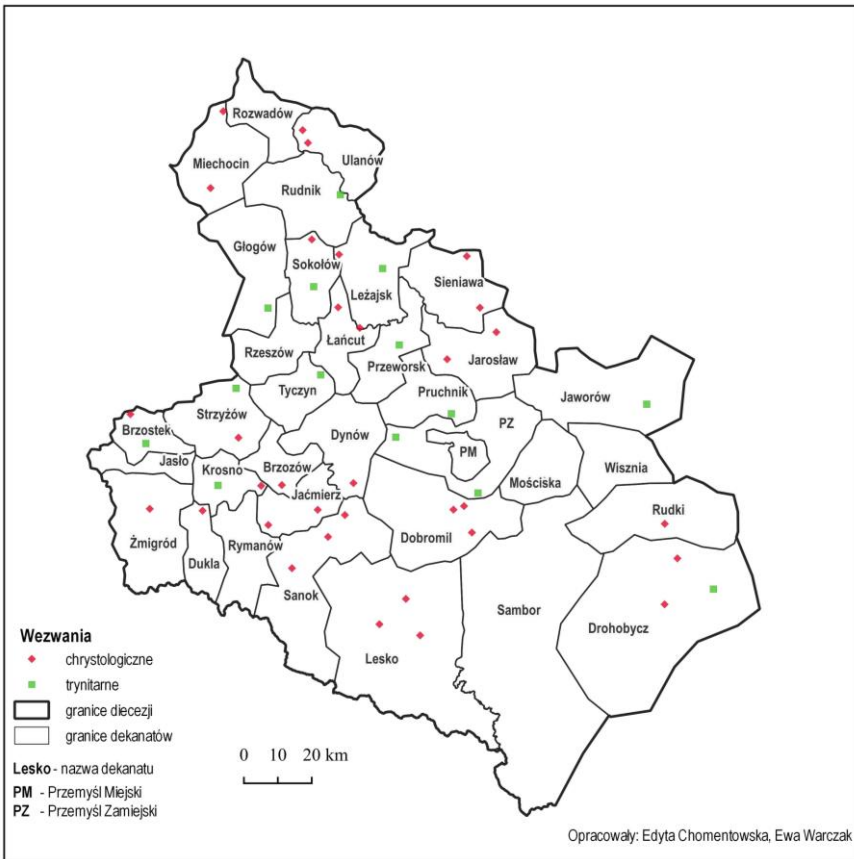 Rozwadów
Miechocin
Ulanów
Rudnik
Głogów
Sokołów
Sieniawa
Leżajsk
Łańcut
Rzeszów
Przeworsk
Jarosław
Tyczyn
Pruchnik
Jaworów
Strzyżów
Brzostek
Dynów
PZ
PM
Jasło
Krosno
Brzozów
Wisznia
Mościska
Jaćmierz
Rudki
Żmigród
Dobromil
Rymanów
Dukla
Sanok
Sambor
Drohobycz
Lesko
Wezwania
chrystologiczne
trynitarne
granice diecezji
granice dekanatów
Lesko - nazwa dekanatu
PM - Przemyśl Miejski
PZ - Przemyśl Zamiejski
0 10 20 km
Opracowały: Edyta Chomentowska, Ewa Warczak